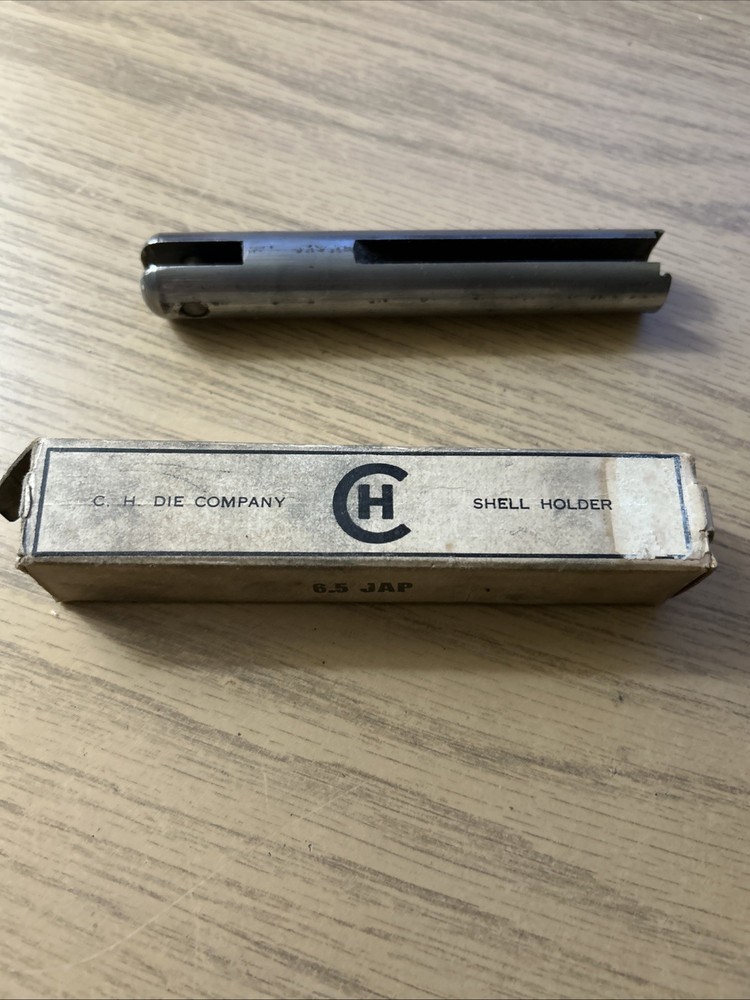 C. H. DIE COMPANY CH SHELL HOLDER
6.5 JAP